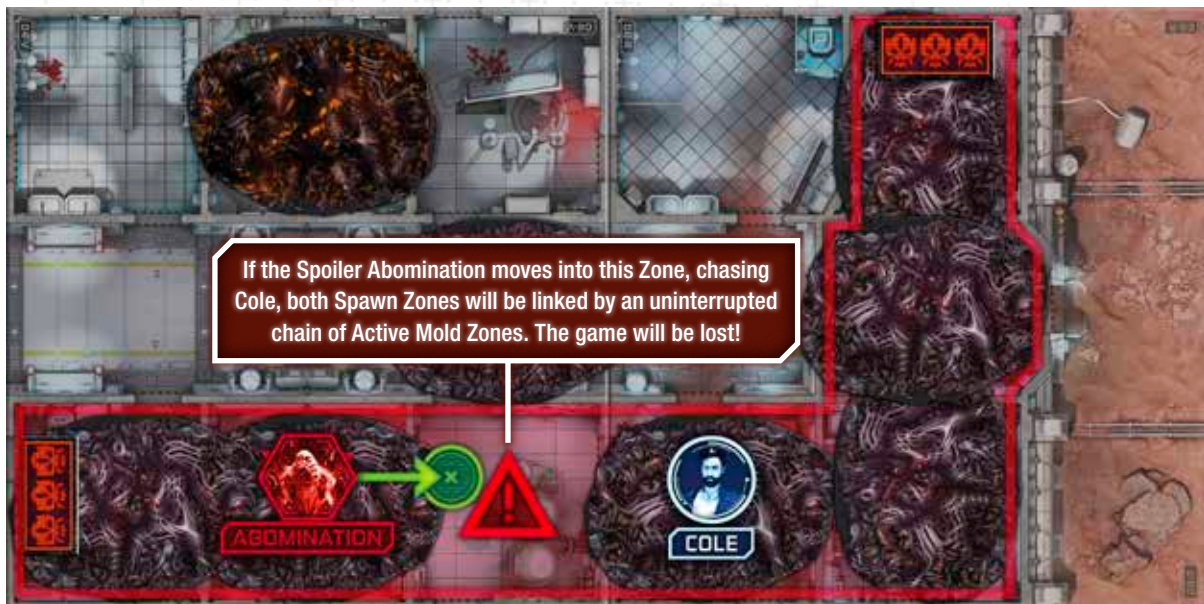 If the Spoiler Abomination moves into this Zone, chasing
Cole, both Spawn Zones will be linked by an uninterrupted
chain of Active Mold Zones. The game will be lost!
ABOMINATION
COLE